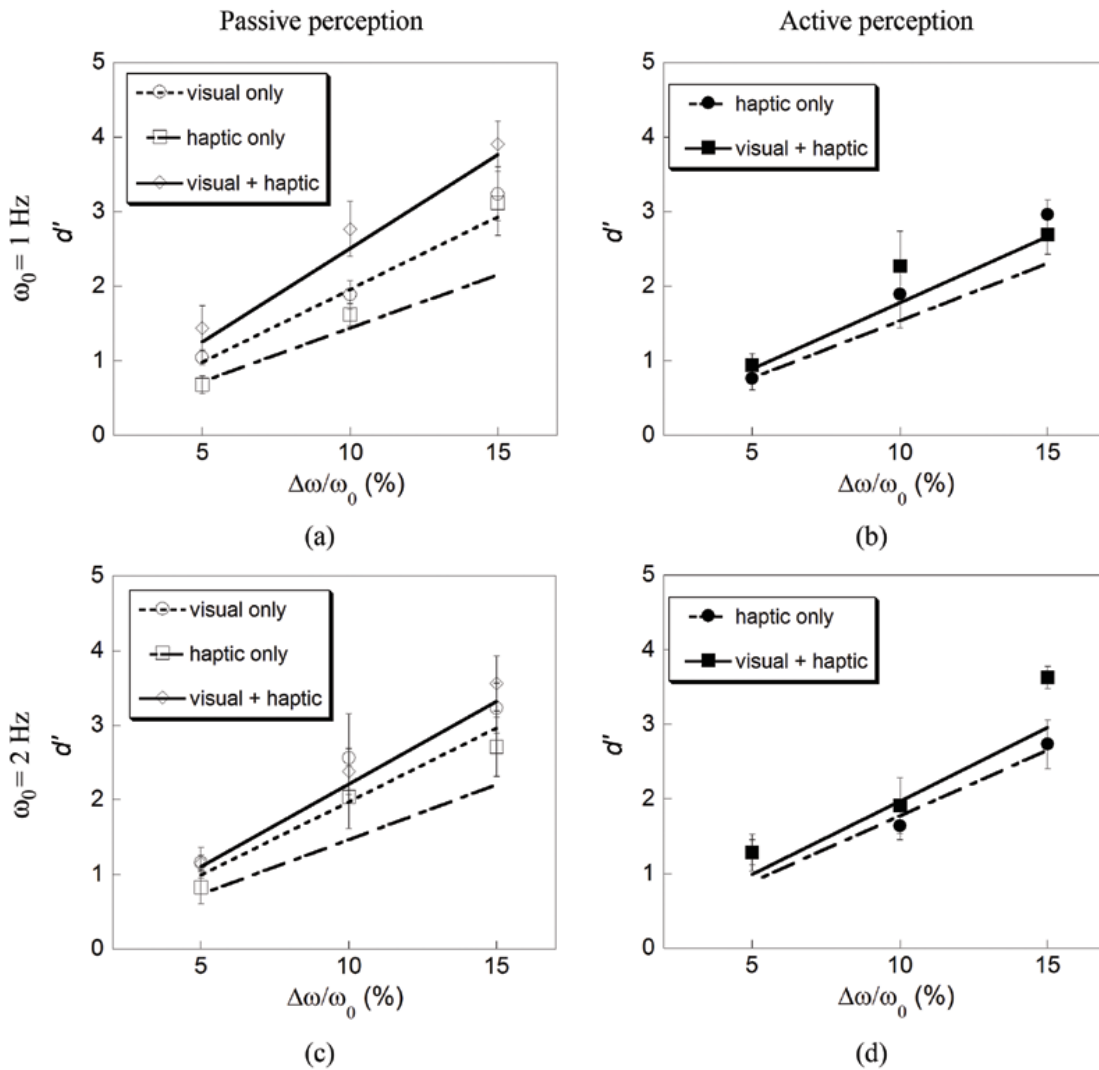 Passive perception
Active perception
ω₀ = 1 Hz
d'
5
4
3
2
1
0
visual only
haptic only
visual + haptic
5 10 15
Δω/ω₀ (%)
(a)
d'
5
4
3
2
1
0
haptic only
visual + haptic
5 10 15
Δω/ω₀ (%)
(b)
ω₀ = 2 Hz
d'
5
4
3
2
1
0
visual only
haptic only
visual + haptic
5 10 15
Δω/ω₀ (%)
(c)
d'
5
4
3
2
1
0
haptic only
visual + haptic
5 10 15
Δω/ω₀ (%)
(d)